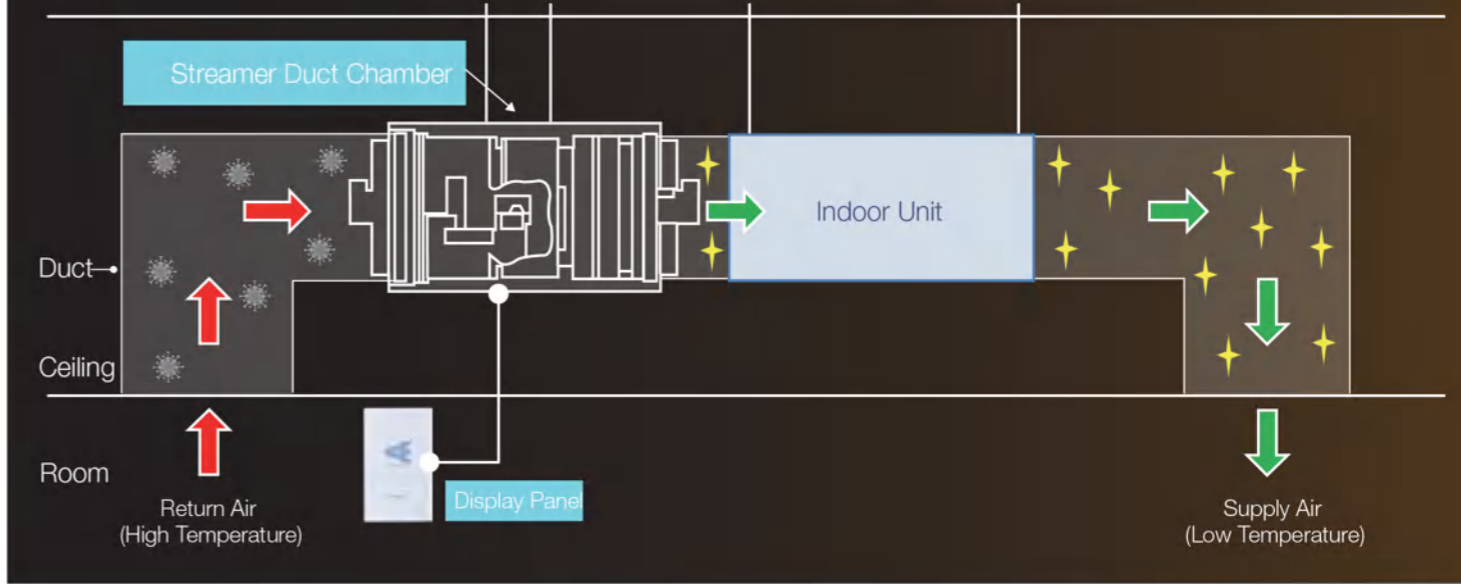 Streamer Duct Chamber
Indoor Unit
Duct
Ceiling
Room
Display Panel
Return Air
(High Temperature)
Supply Air
(Low Temperature)